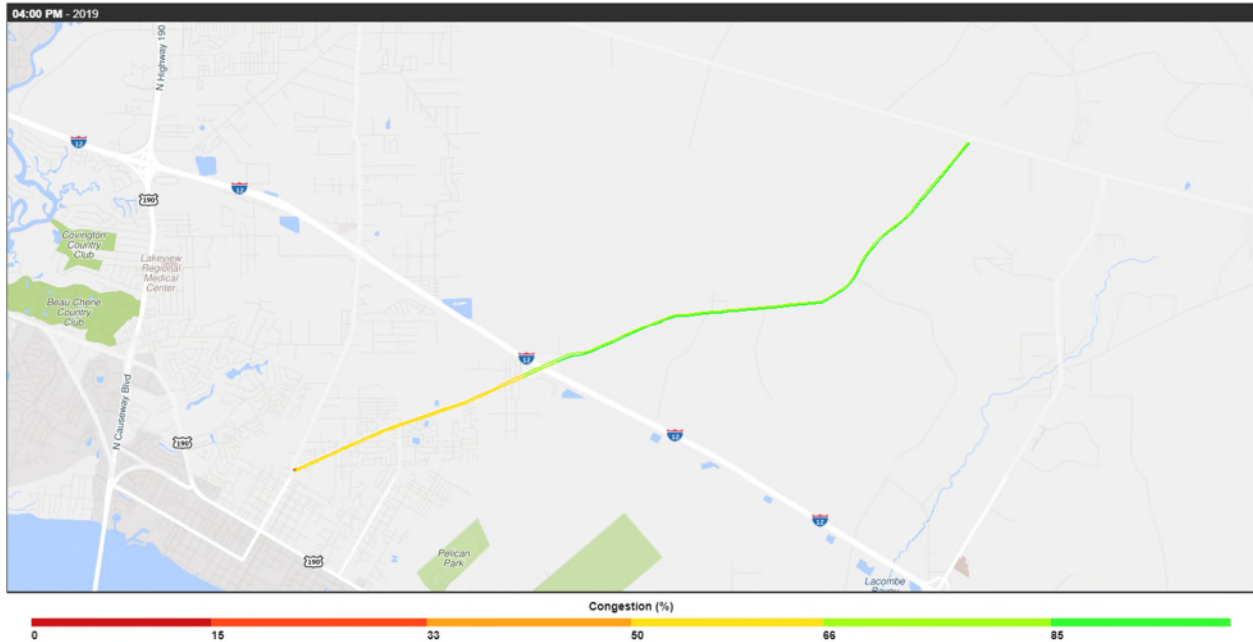 04:00 PM - 2019
N Highway 190
12
12
190
Covington
Country
Club
Lakeview
Regional
Medical
Center
Beau Chene
Country
Club
12
N Causeway Blvd
190
12
12
190
Pelican
Park
Lacombe
Bayou
Congestion (%)
0 15 33 50 66 85